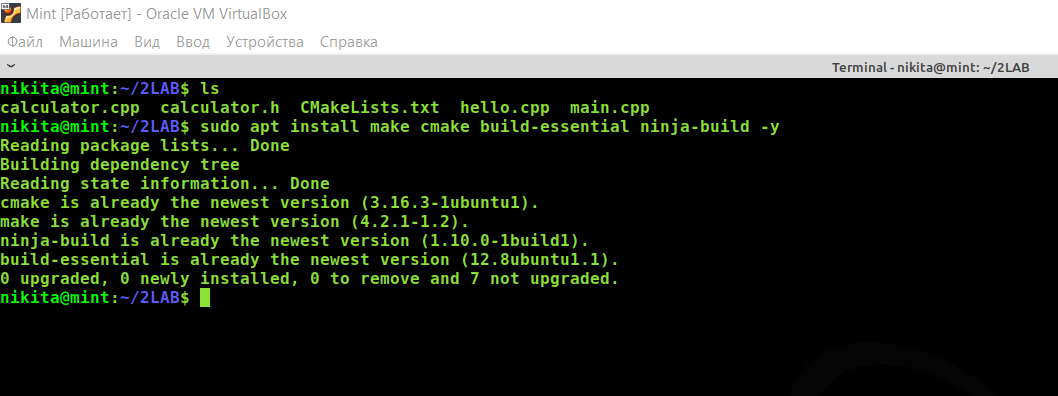 Mint [Работает] - Oracle VM VirtualBox
Файл Машина Вид Ввод Устройства Справка
Terminal - nikita@mint: ~/2LAB
nikita@mint:~/2LAB$ ls
calculator.cpp calculator.h CMakeLists.txt hello.cpp main.cpp
nikita@mint:~/2LAB$ sudo apt install make cmake build-essential ninja-build -y
Reading package lists... Done
Building dependency tree
Reading state information... Done
cmake is already the newest version (3.16.3-1ubuntu1).
make is already the newest version (4.2.1-1.2).
ninja-build is already the newest version (1.10.0-1build1).
build-essential is already the newest version (12.8ubuntu1.1).
0 upgraded, 0 newly installed, 0 to remove and 7 not upgraded.
nikita@mint:~/2LAB$